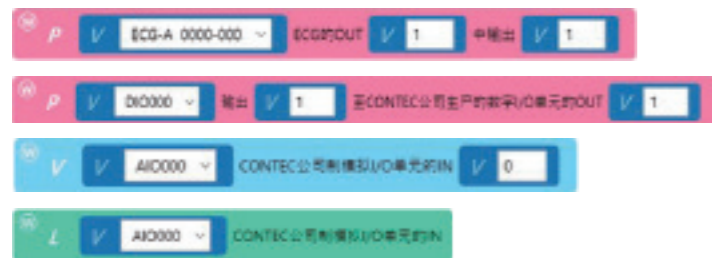 W P V ECG-A 0000-000 ECG的OUT V 1 中输出 V 1
W P V DIO000 输出 V 1 至CONTEC公司生产的数字I/O单元的OUT V 1
W V V AIO000 CONTEC公司制模拟I/O单元的IN V 0
W L V AIO000 CONTEC公司制模拟I/O单元的IN